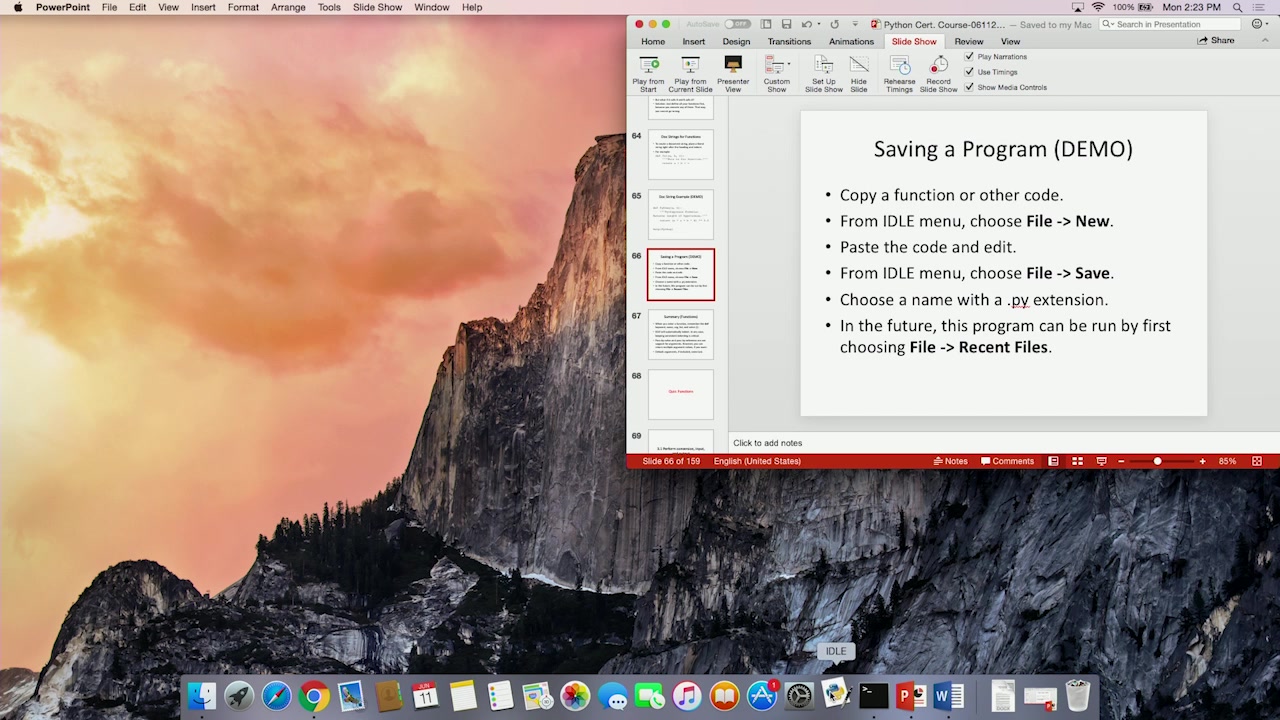 PowerPoint File Edit View Insert Format Arrange Tools Slide Show Window Help
100% Mon 2:23 PM
AutoSave OFF Python Cert. Course-06112... — Saved to my Mac Search in Presentation
Home Insert Design Transitions Animations Slide Show Review View Share
Play from Start
Play from Current Slide
Presenter View
Custom Show
Set Up Slide Show
Hide Slide
Rehearse Timings
Record Slide Show
Play Narrations
Use Timings
Show Media Controls
64
Doc Strings for Functions
65
Doc String Example (DEMO)
66
Saving a Program (DEMO)
67
Summary (Functions)
68
Quiz: Functions
69
Saving a Program (DEMO)
• Copy a function or other code.
• From IDLE menu, choose File -> New.
• Paste the code and edit.
• From IDLE menu, choose File -> Save.
• Choose a name with a .py extension.
• In the future, this program can be run by first
choosing File -> Recent Files.
Click to add notes
Slide 66 of 159 English (United States) Notes Comments 85%
IDLE
JUN
11
1